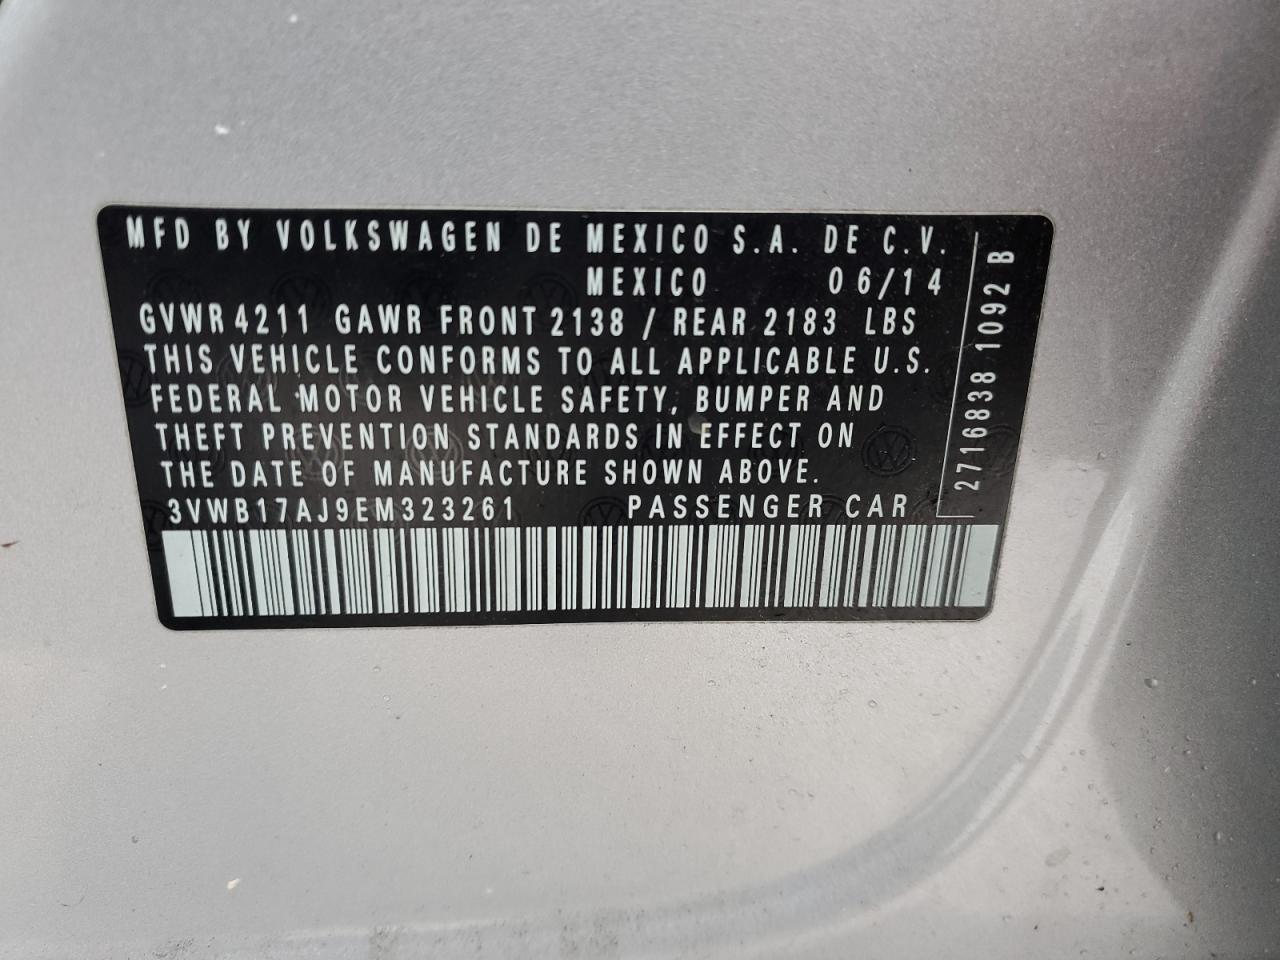 MFD BY VOLKSWAGEN DE MEXICO S.A. DE C.V.
MEXICO 06/14
GVWR 4211 GAWR FRONT 2138 / REAR 2183 LBS
THIS VEHICLE CONFORMS TO ALL APPLICABLE U.S.
FEDERAL MOTOR VEHICLE SAFETY, BUMPER AND
THEFT PREVENTION STANDARDS IN EFFECT ON
THE DATE OF MANUFACTURE SHOWN ABOVE.
3VWB17AJ9EM323261 PASSENGER CAR
2716838 1092 B